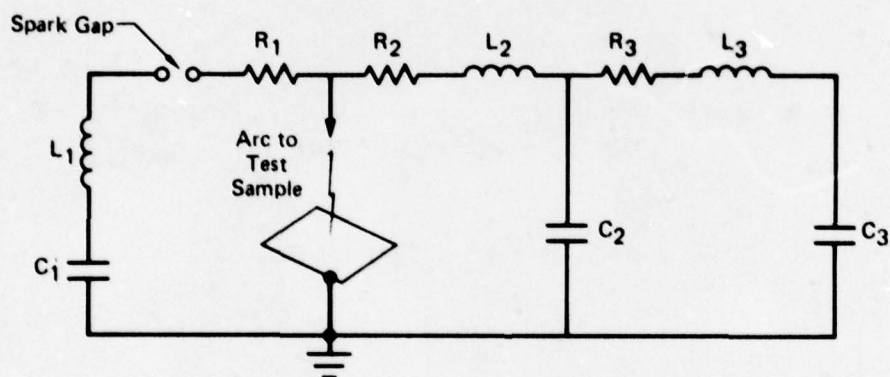 Spark Gap
R1
R2
L2
R3
L3
L1
Arc to
Test
Sample
C1
C2
C3